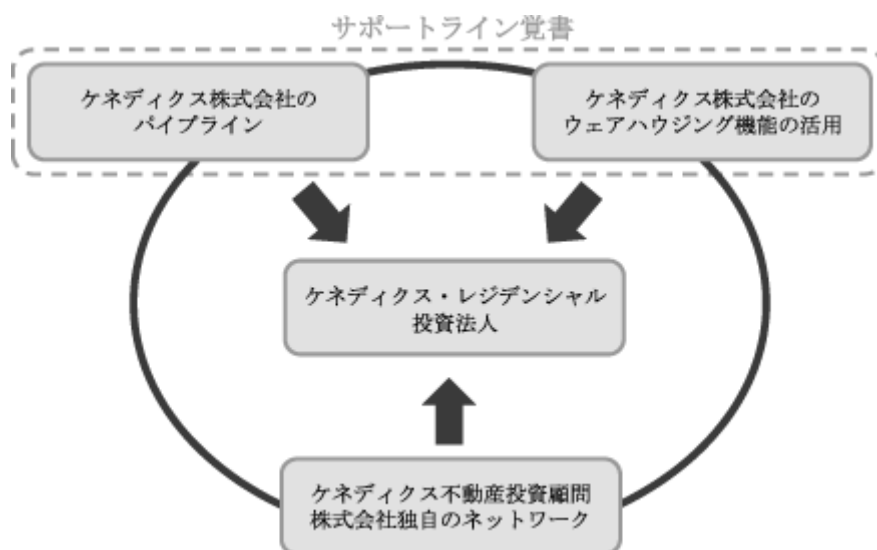 サポートライン覚書
ケネディクス株式会社の
パイプライン
ケネディクス株式会社の
ウェアハウジング機能の活用
ケネディクス・レジデンシャル
投資法人
ケネディクス不動産投資顧問
株式会社独自のネットワーク